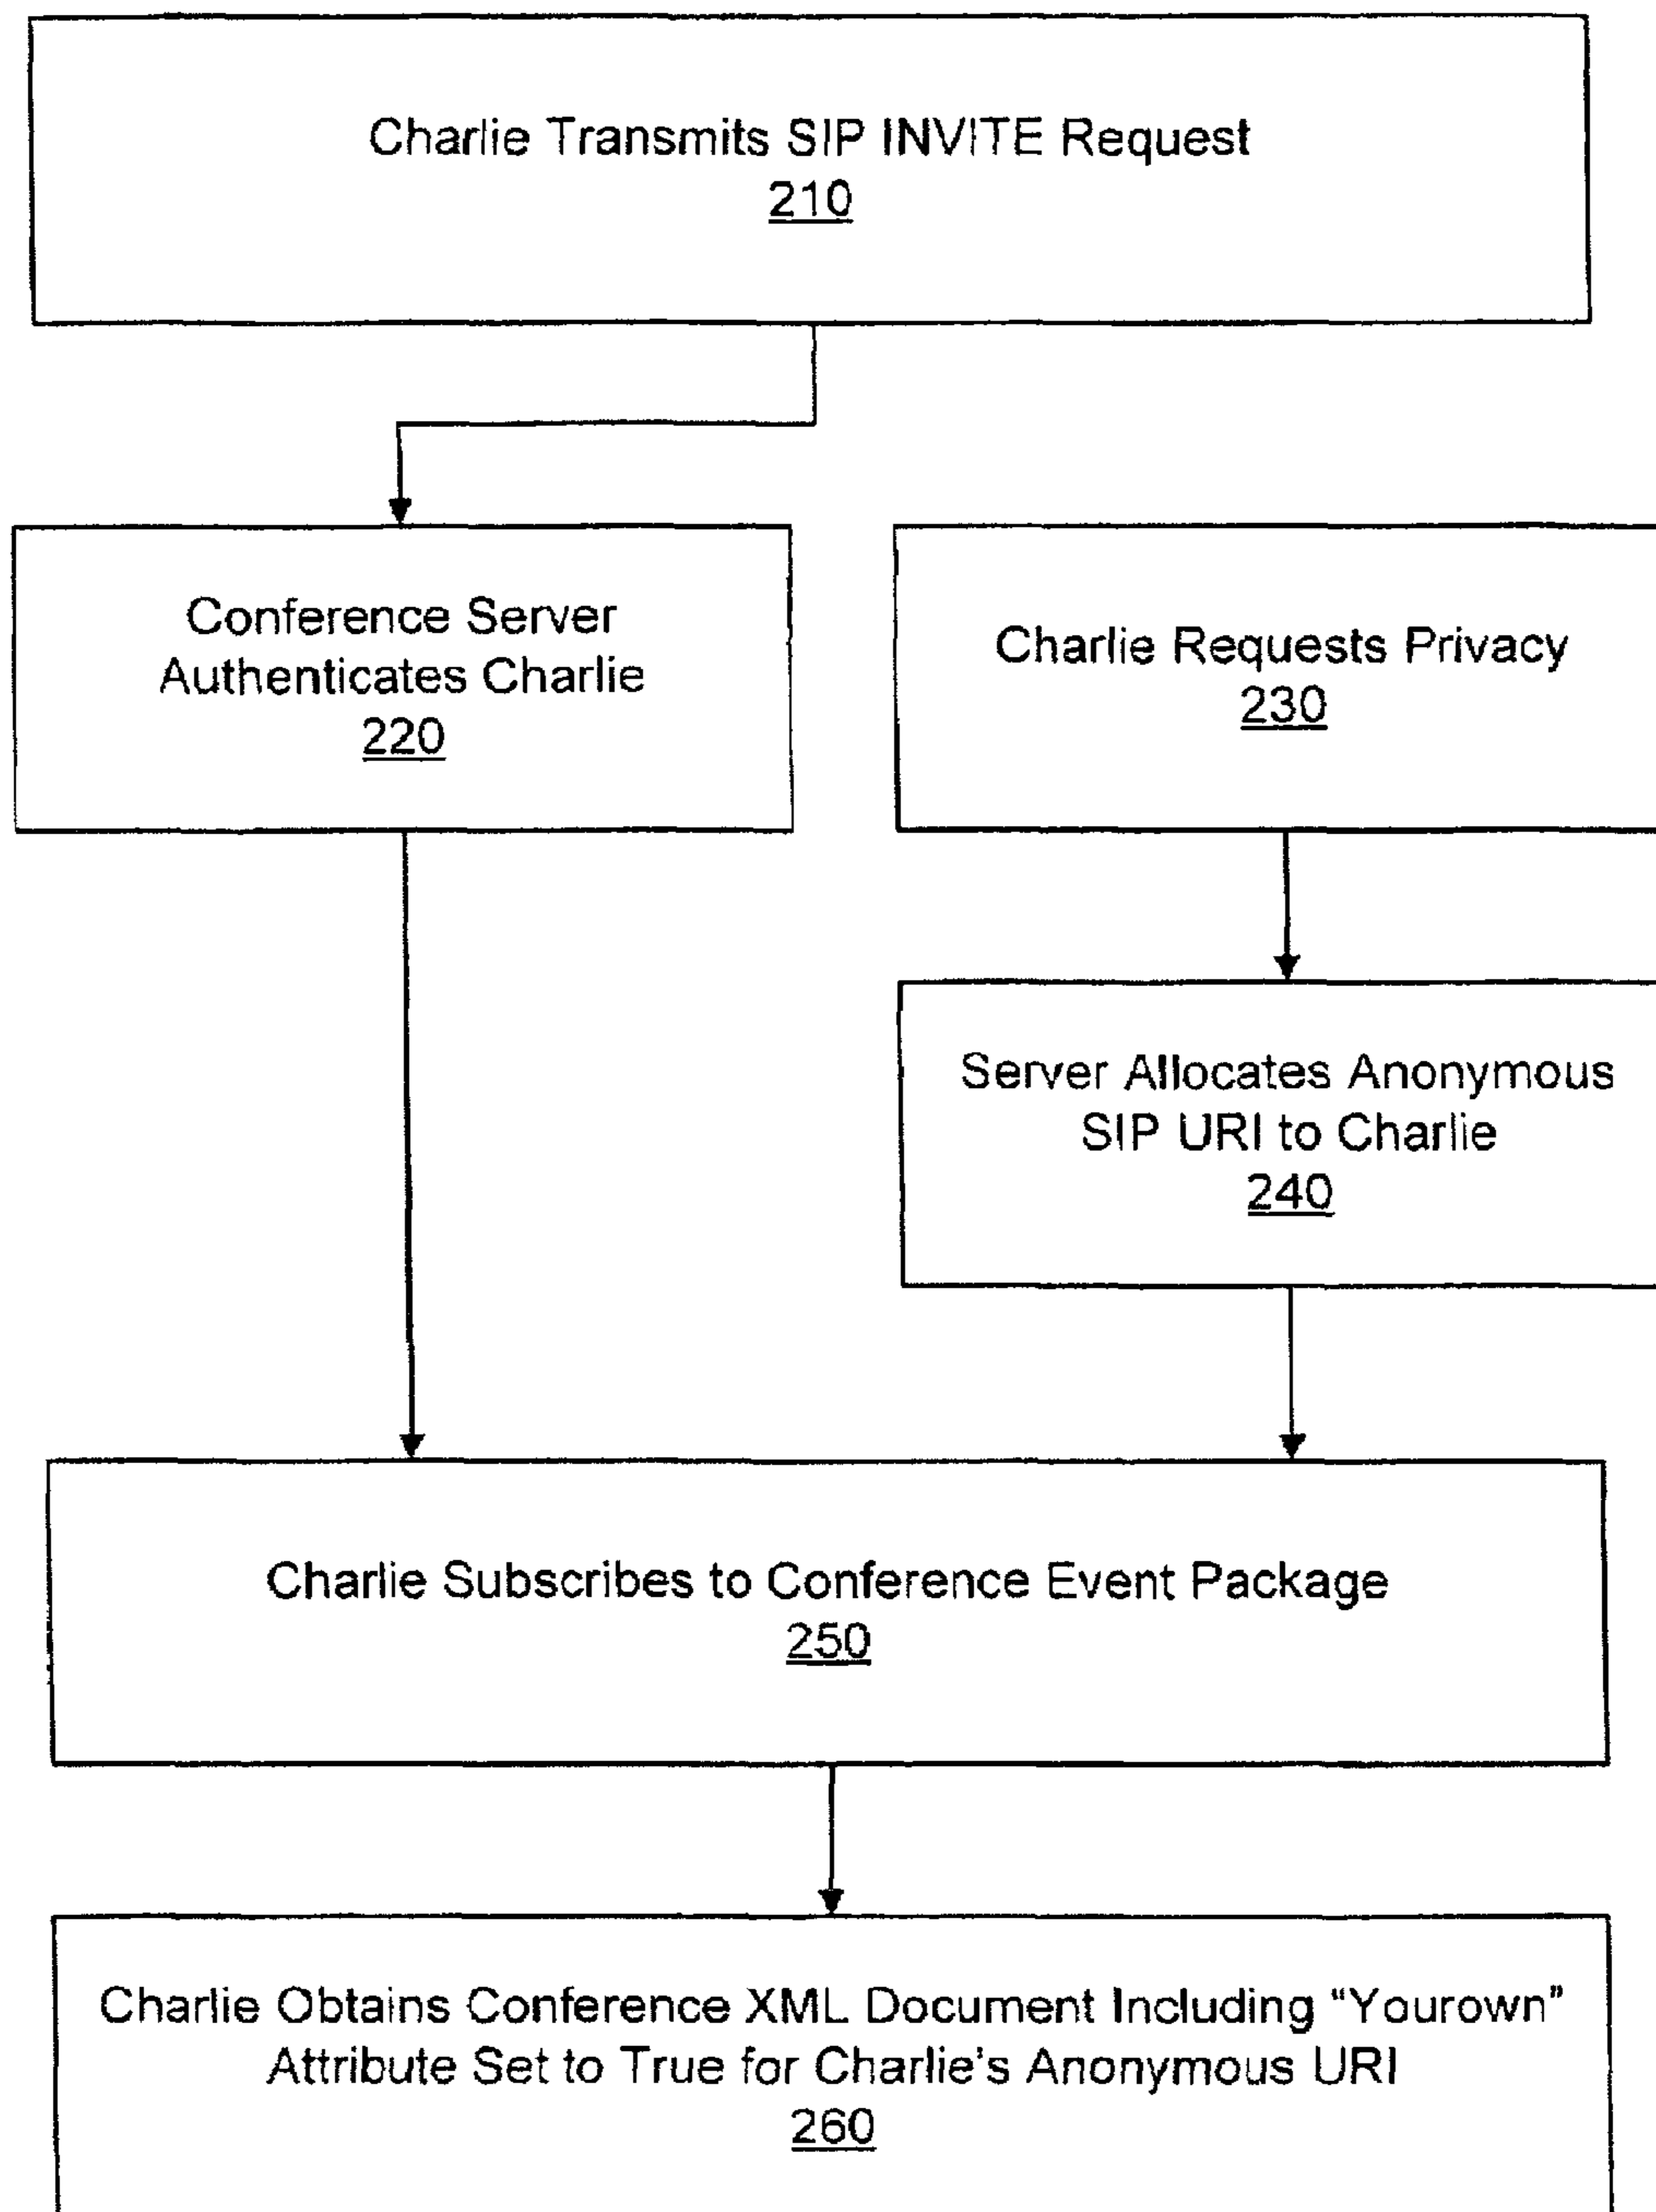 Charlie Transmits SIP INVITE Request
210
Conference Server
Authenticates Charlie
220
Charlie Requests Privacy
230
Server Allocates Anonymous
SIP URI to Charlie
240
Charlie Subscribes to Conference Event Package
250
Charlie Obtains Conference XML Document Including “Yourown”
Attribute Set to True for Charlie's Anonymous URI
260